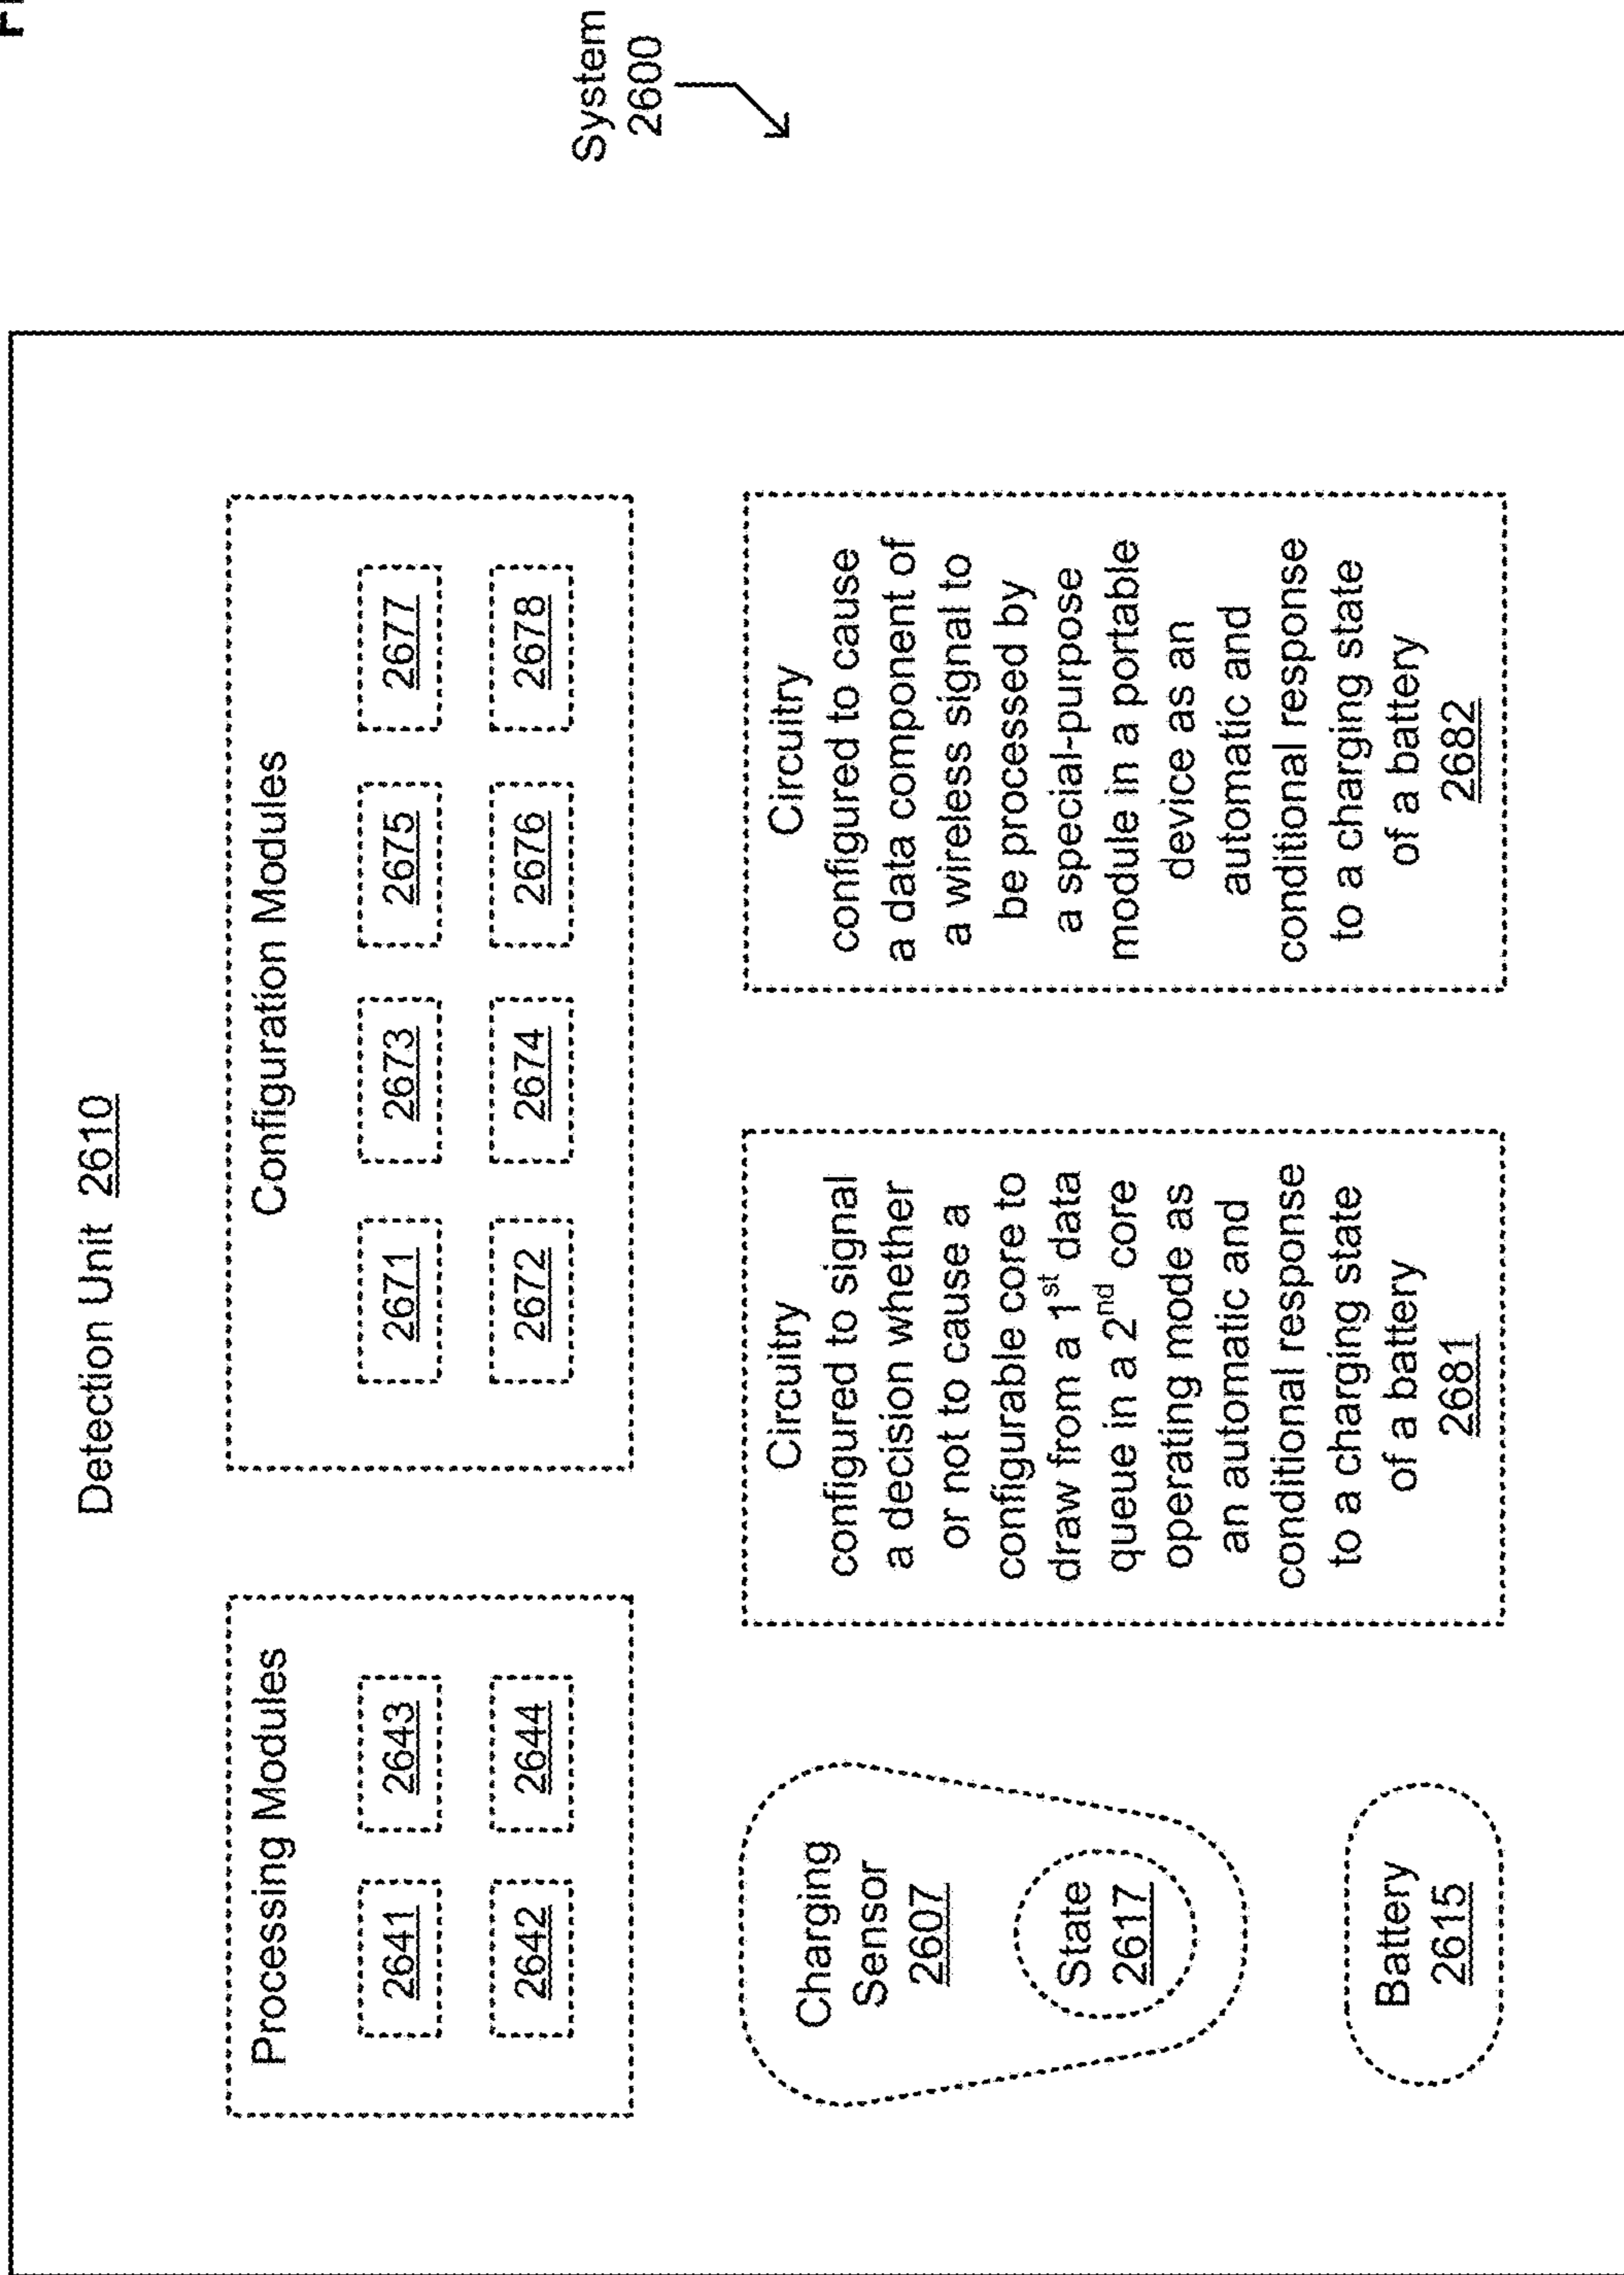 System
2600
Detection Unit 2610
Processing Modules
2641
2643
2642
2644
Configuration Modules
2671
2673
2675
2677
2672
2674
2676
2678
Charging
Sensor
2607
State
2617
Battery
2615
Circuitry
configured to signal
a decision whether
or not to cause a
configurable core to
draw from a 1st data
queue in a 2nd core
operating mode as
an automatic and
conditional response
to a charging state
of a battery
2681
Circuitry
configured to cause
a data component of
a wireless signal to
be processed by
a special-purpose
module in a portable
device as an
automatic and
conditional response
to a charging state
of a battery
2682